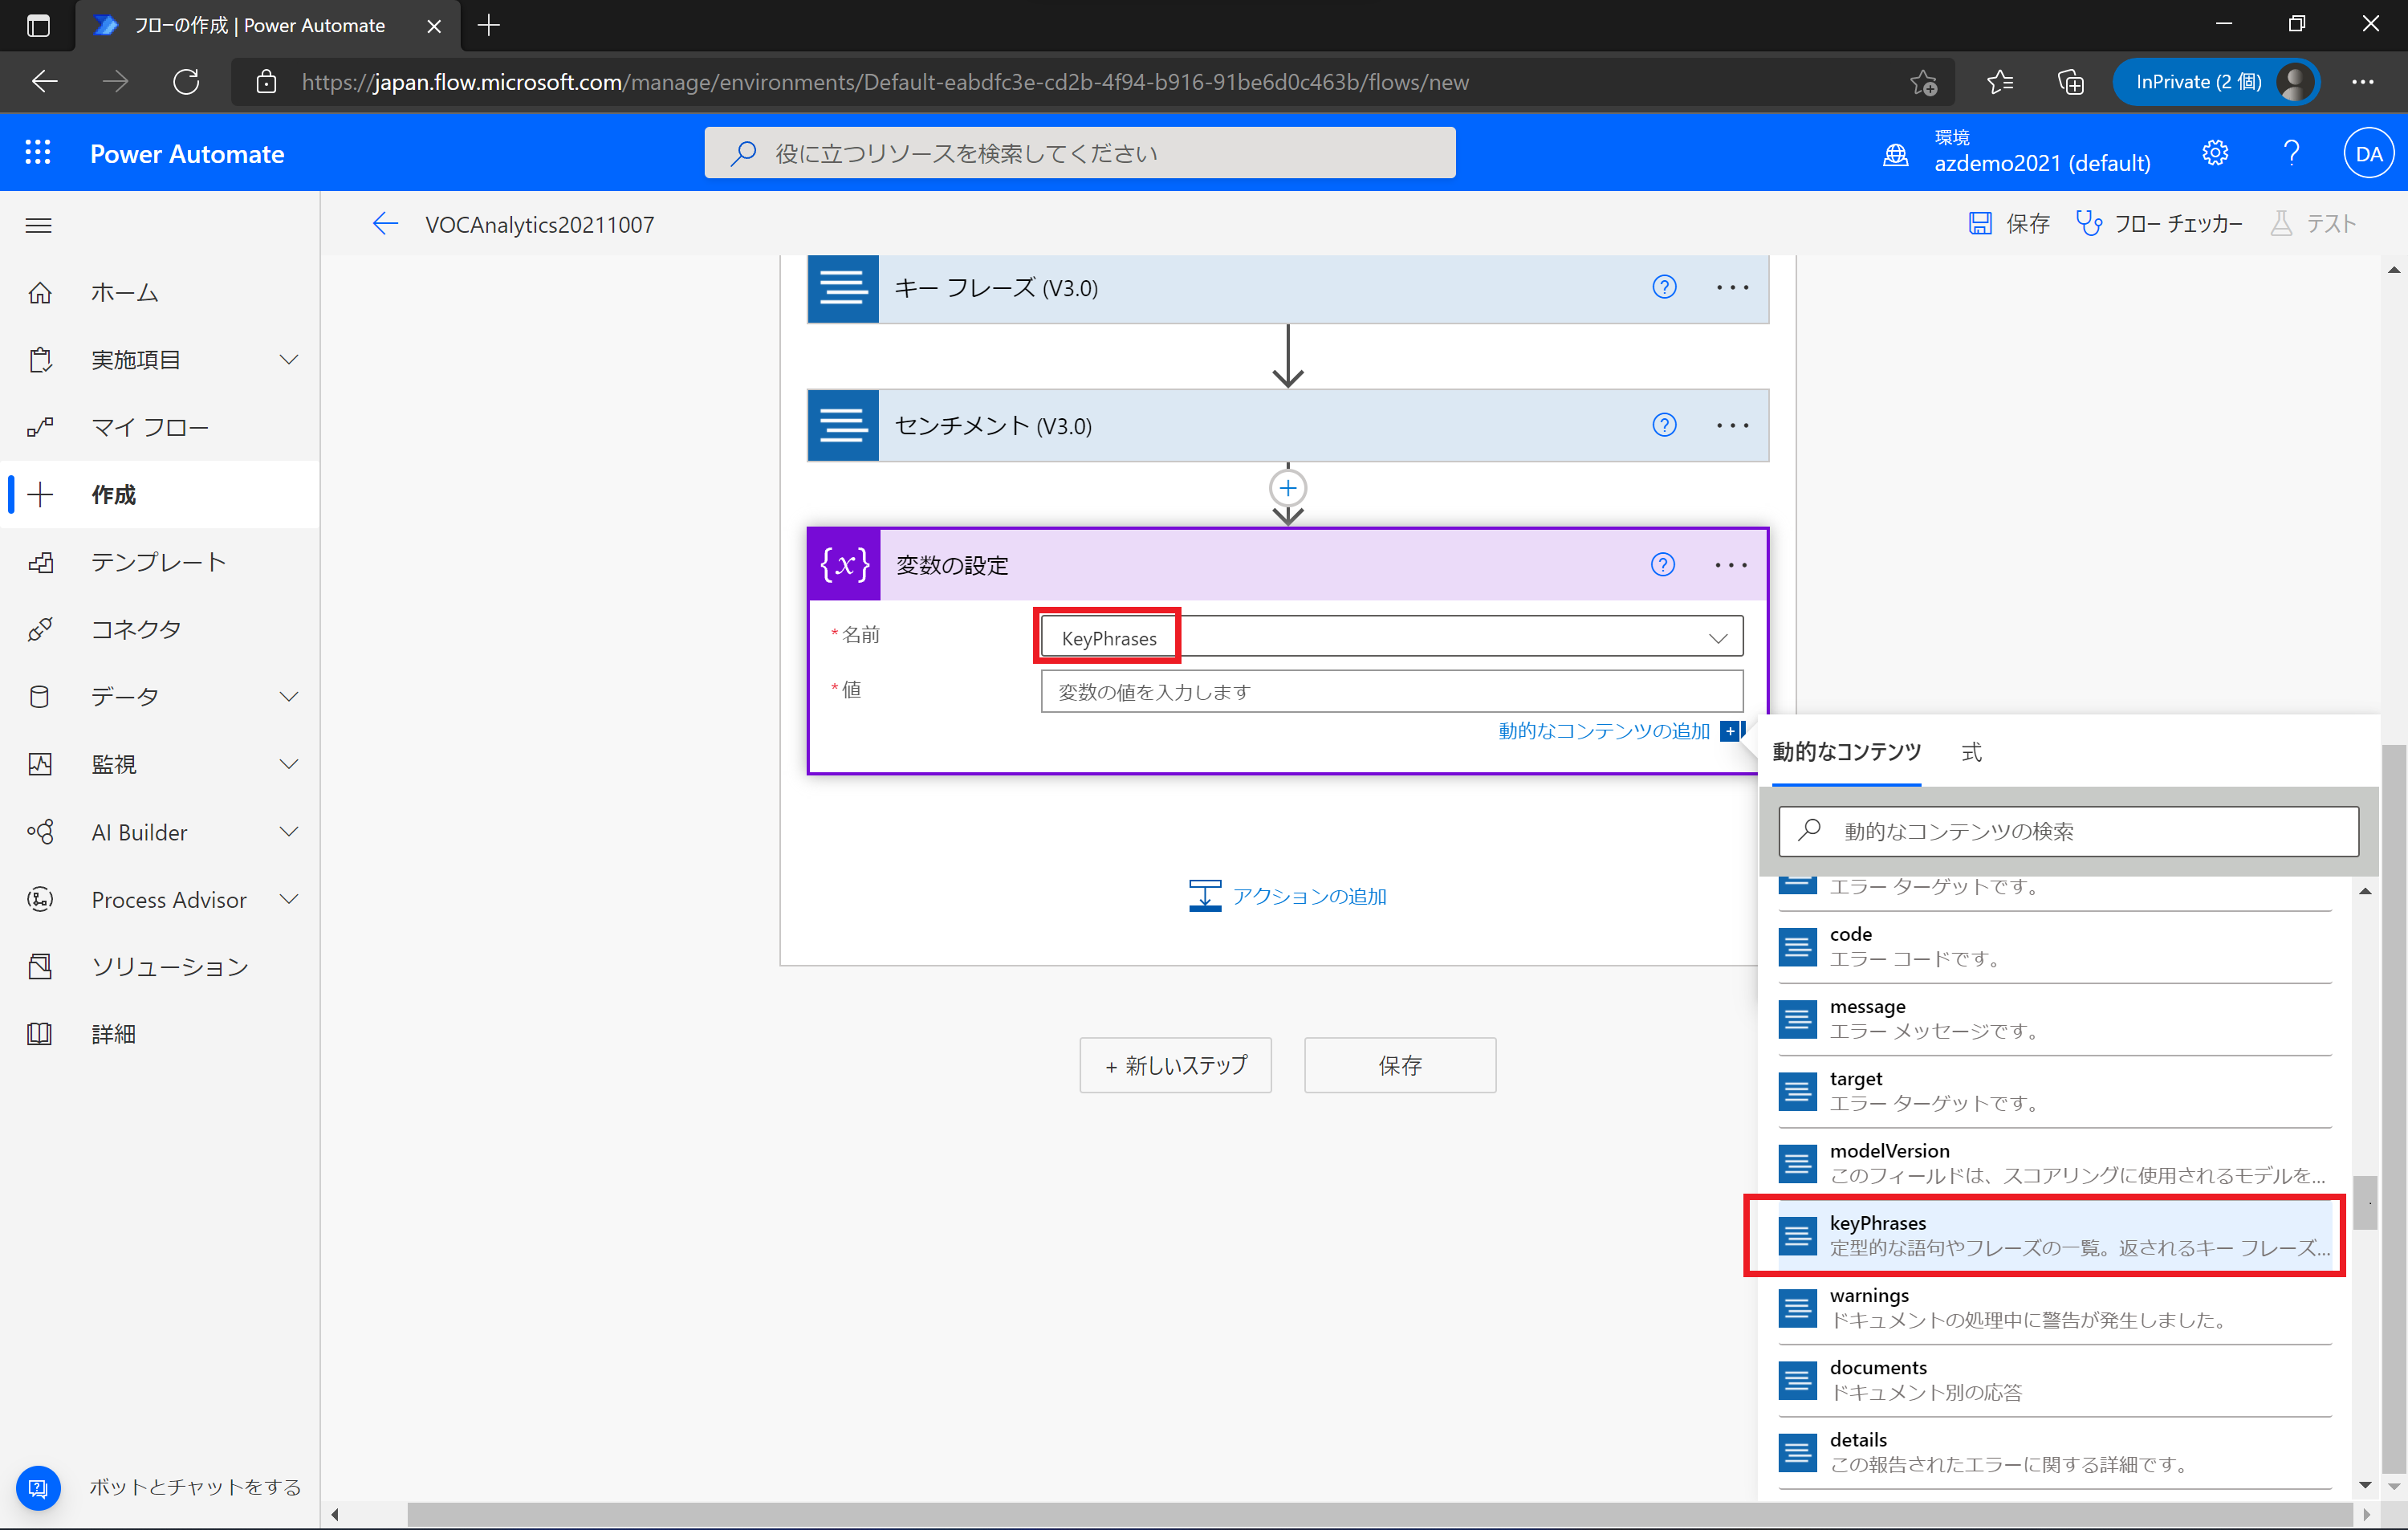 フローの作成 | Power Automate
https://japan.flow.microsoft.com/manage/environments/Default-eabdfc3e-cd2b-4f94-b916-91be6d0c463b/flows/new
InPrivate (2 個)
Power Automate
役に立つリソースを検索してください
環境
azdemo2021 (default)
DA
VOCAnalytics20211007
保存
フロー チェッカー
テスト
ホーム
実施項目
マイ フロー
作成
テンプレート
コネクタ
データ
監視
AI Builder
Process Advisor
ソリューション
詳細
ボットとチャットをする
キー フレーズ (V3.0)
センチメント (V3.0)
{x} 変数の設定
*名前
KeyPhrases
*値
変数の値を入力します
動的なコンテンツの追加
アクションの追加
+ 新しいステップ
保存
動的なコンテンツ
式
動的なコンテンツの検索
エラー ターゲットです。
code
エラー コードです。
message
エラー メッセージです。
target
エラー ターゲットです。
modelVersion
このフィールドは、スコアリングに使用されるモデルを...
keyPhrases
定型的な語句やフレーズの一覧。返されるキー フレーズ...
warnings
ドキュメントの処理中に警告が発生しました。
documents
ドキュメント別の応答
details
この報告されたエラーに関する詳細です。